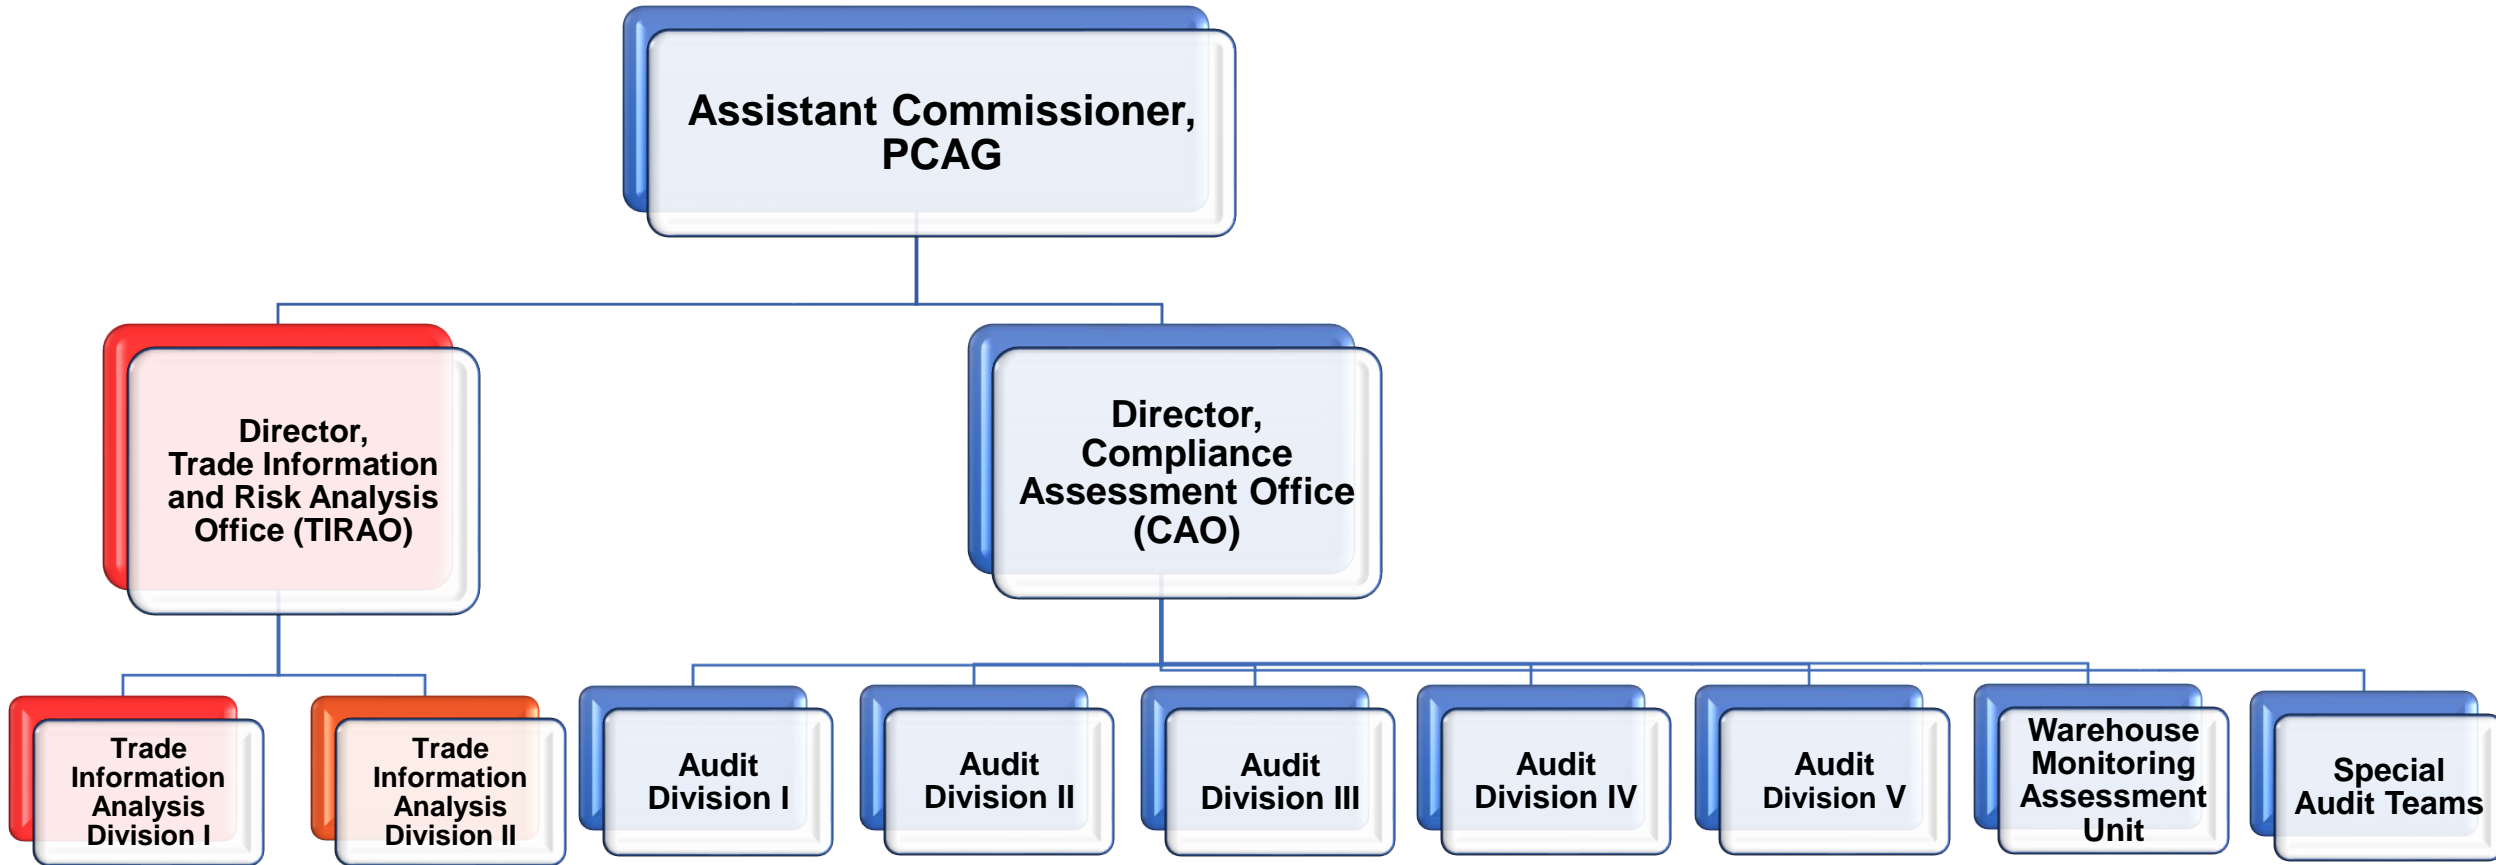 Assistant Commissioner,
PCAG
Director,
Trade Information
and Risk Analysis
Office (TIRAO)
Director,
Compliance
Assessment Office
(CAO)
Trade
Information
Analysis
Division I
Trade
Information
Analysis
Division II
Audit
Division I
Audit
Division II
Audit
Division III
Audit
Division IV
Audit
Division V
Warehouse
Monitoring
Assessment
Unit
Special
Audit Teams